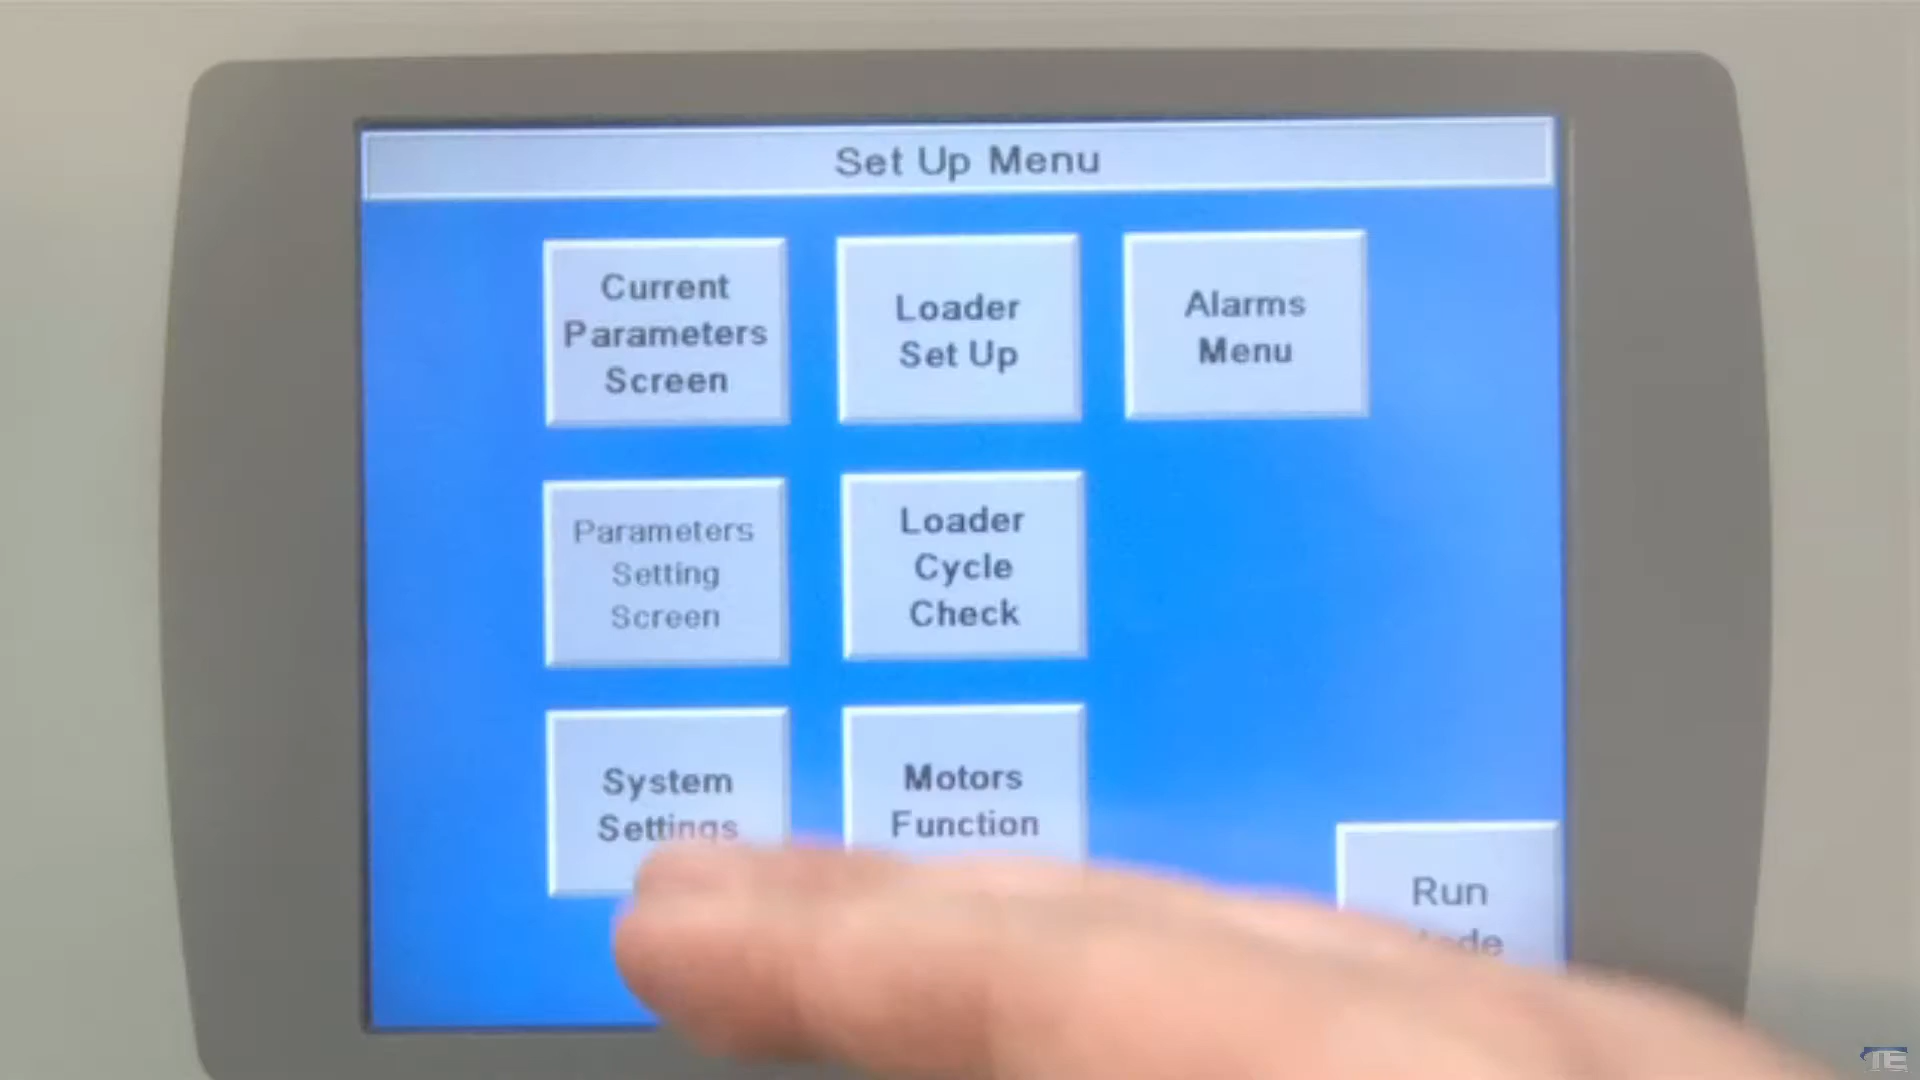 Set Up Menu
Current
Parameters
Screen
Loader
Set Up
Alarms
Menu
Parameters
Setting
Screen
Loader
Cycle
Check
System
Settings
Motors
Function
Run
TE